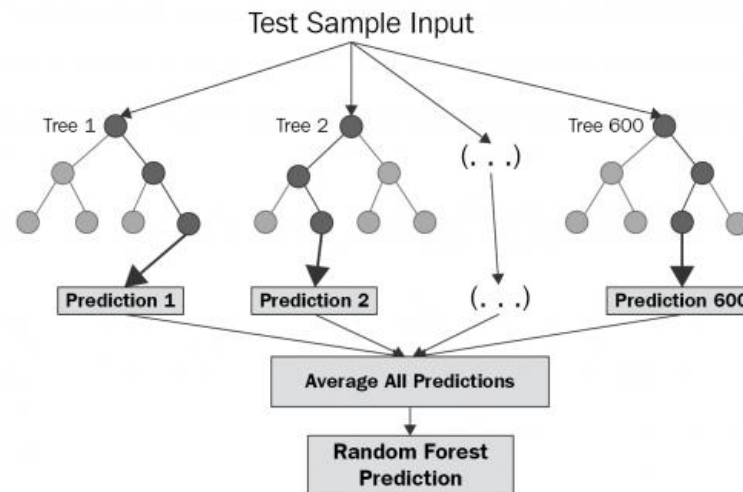 Test Sample Input
Tree 1
Tree 2
(. . .)
Tree 600
Prediction 1
Prediction 2
(. . .)
Prediction 600
Average All Predictions
Random Forest
Prediction